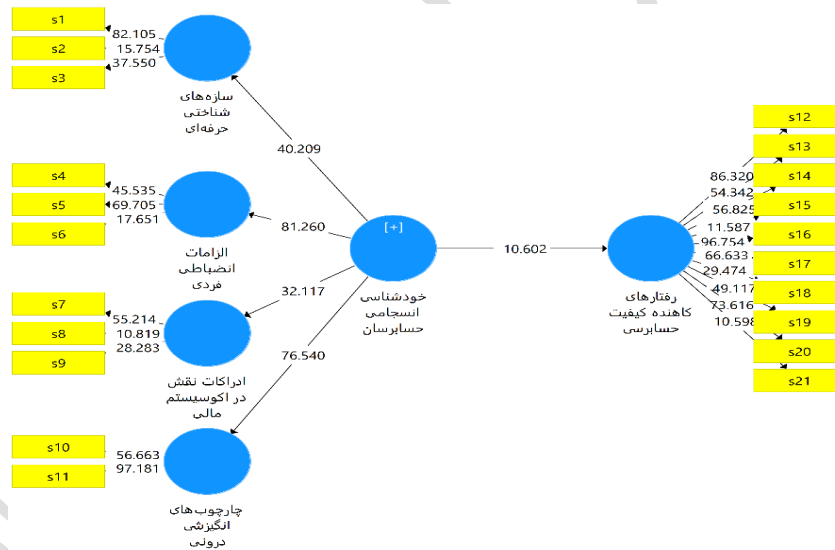 s1
s2
s3
82.105
15.754
37.550
سازه‌های
شناختی
حرفه‌ای
40.209
s4
s5
s6
45.535
69.705
17.651
الزامات
انضباطی
فردی
81.260
s7
s8
s9
55.214
10.819
28.283
ادراکات نقش
در اکوسیستم
مالی
32.117
s10
s11
56.663
97.181
چارچوب‌های
انگیزشی
درونی
76.540
[+]
خودشناسی
انسجامی
حسابرسان
10.602
رفتارهای
کاهنده کیفیت
حسابرسی
86.320
54.342
56.825
11.587
96.754
66.633
29.474
49.117
73.616
10.598
s12
s13
s14
s15
s16
s17
s18
s19
s20
s21